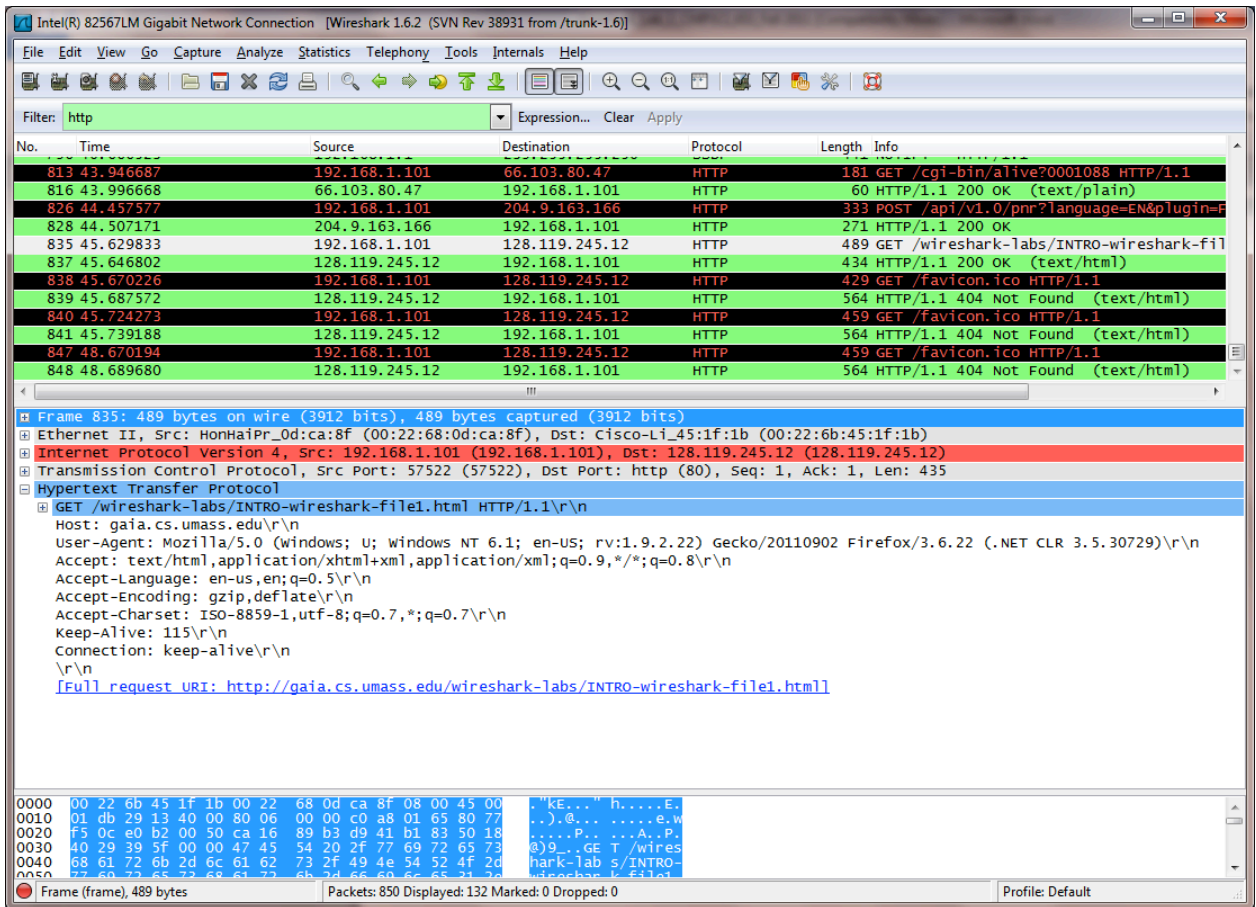 Intel(R) 82567LM Gigabit Network Connection [Wireshark 1.6.2 (SVN Rev 38931 from /trunk-1.6)]
File Edit View Go Capture Analyze Statistics Telephony Tools Internals Help
Filter: http Expression... Clear Apply
No. Time Source Destination Protocol Length Info
813 43.946687 192.168.1.101 66.103.80.47 HTTP 181 GET /cgi-bin/alive?0001088 HTTP/1.1
816 43.996668 66.103.80.47 192.168.1.101 HTTP 60 HTTP/1.1 200 OK (text/plain)
826 44.457577 192.168.1.101 204.9.163.166 HTTP 333 POST /api/v1.0/pnr?language=EN&plugin=F
828 44.507171 204.9.163.166 192.168.1.101 HTTP 271 HTTP/1.1 200 OK
835 45.629833 192.168.1.101 128.119.245.12 HTTP 489 GET /wireshark-labs/INTRO-wireshark-fil
837 45.646802 128.119.245.12 192.168.1.101 HTTP 434 HTTP/1.1 200 OK (text/html)
838 45.670226 192.168.1.101 128.119.245.12 HTTP 429 GET /favicon.ico HTTP/1.1
839 45.687572 128.119.245.12 192.168.1.101 HTTP 564 HTTP/1.1 404 Not Found (text/html)
840 45.724273 192.168.1.101 128.119.245.12 HTTP 459 GET /favicon.ico HTTP/1.1
841 45.739188 128.119.245.12 192.168.1.101 HTTP 564 HTTP/1.1 404 Not Found (text/html)
847 48.670194 192.168.1.101 128.119.245.12 HTTP 459 GET /favicon.ico HTTP/1.1
848 48.689680 128.119.245.12 192.168.1.101 HTTP 564 HTTP/1.1 404 Not Found (text/html)
Frame 835: 489 bytes on wire (3912 bits), 489 bytes captured (3912 bits)
Ethernet II, Src: HonHaiPr_0d:ca:8f (00:22:68:0d:ca:8f), Dst: Cisco-Li_45:1f:1b (00:22:6b:45:1f:1b)
Internet Protocol Version 4, Src: 192.168.1.101 (192.168.1.101), Dst: 128.119.245.12 (128.119.245.12)
Transmission Control Protocol, Src Port: 57522 (57522), Dst Port: http (80), Seq: 1, Ack: 1, Len: 435
Hypertext Transfer Protocol
GET /wireshark-labs/INTRO-wireshark-file1.html HTTP/1.1\r\n
Host: gaia.cs.umass.edu\r\n
User-Agent: Mozilla/5.0 (Windows; U; Windows NT 6.1; en-US; rv:1.9.2.22) Gecko/20110902 Firefox/3.6.22 (.NET CLR 3.5.30729)\r\n
Accept: text/html,application/xhtml+xml,application/xml;q=0.9,*/*;q=0.8\r\n
Accept-Language: en-us,en;q=0.5\r\n
Accept-Encoding: gzip,deflate\r\n
Accept-Charset: ISO-8859-1,utf-8;q=0.7,*;q=0.7\r\n
Keep-Alive: 115\r\n
Connection: keep-alive\r\n
\r\n
[Full request URI: http://gaia.cs.umass.edu/wireshark-labs/INTRO-wireshark-file1.html]
0000 00 22 6b 45 1f 1b 00 22 68 0d ca 8f 08 00 45 00 ."kE..." h.....E.
0010 01 db 29 13 40 00 80 06 00 00 c0 a8 01 65 80 77 ..).@... .....e.w
0020 f5 0c e0 b2 00 50 ca 16 89 b3 d9 41 b1 83 50 18 .....P.. ...A..P.
0030 40 29 39 5f 00 00 47 45 54 20 2f 77 69 72 65 73 @)9_..GE T /wires
0040 68 61 72 6b 2d 6c 61 62 73 2f 49 4e 54 52 4f 2d hark-lab s/INTRO-
0050 77 69 72 65 73 68 61 72 6b 2d 66 69 6c 65 31 2e wireshar k-file1.
Frame (frame), 489 bytes Packets: 850 Displayed: 132 Marked: 0 Dropped: 0 Profile: Default